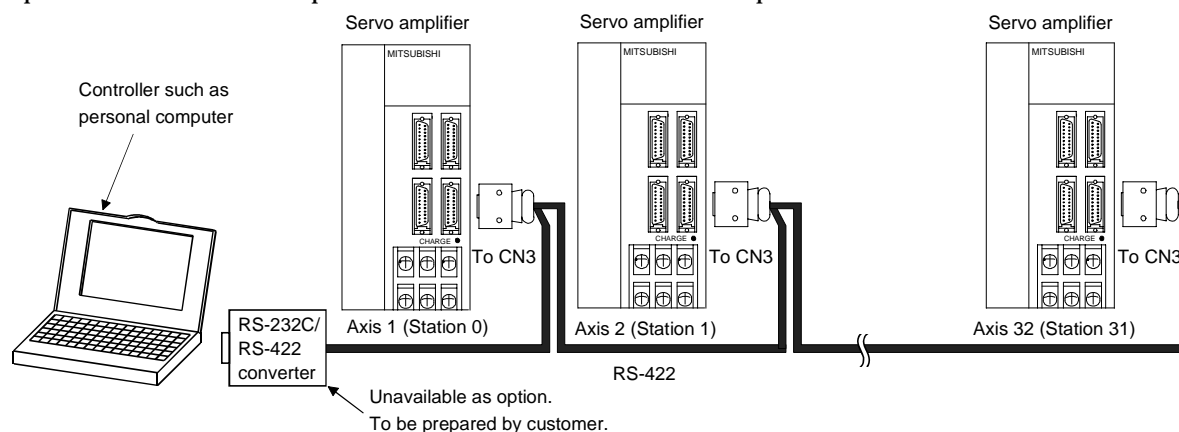 Servo amplifier
Servo amplifier
Servo amplifier
MITSUBISHI
MITSUBISHI
MITSUBISHI
Controller such as
personal computer
CHARGE
CHARGE
CHARGE
To CN3
To CN3
To CN3
RS-232C/
RS-422
converter
Axis 1 (Station 0)
Axis 2 (Station 1)
Axis 32 (Station 31)
RS-422
Unavailable as option.
To be prepared by customer.